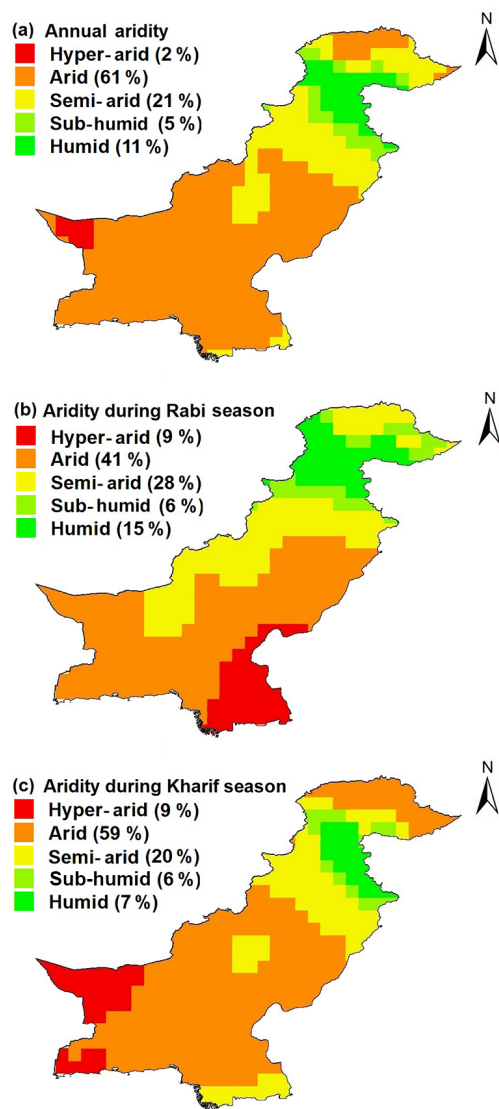 (a) Annual aridity
N
Hyper-arid (2 %)
Arid (61 %)
Semi-arid (21 %)
Sub-humid (5 %)
Humid (11 %)
(b) Aridity during Rabi season
N
Hyper-arid (9 %)
Arid (41 %)
Semi-arid (28 %)
Sub-humid (6 %)
Humid (15 %)
N
(c) Aridity during Kharif season
Hyper-arid (9 %)
Arid (59 %)
Semi-arid (20 %)
Sub-humid (6 %)
Humid (7 %)